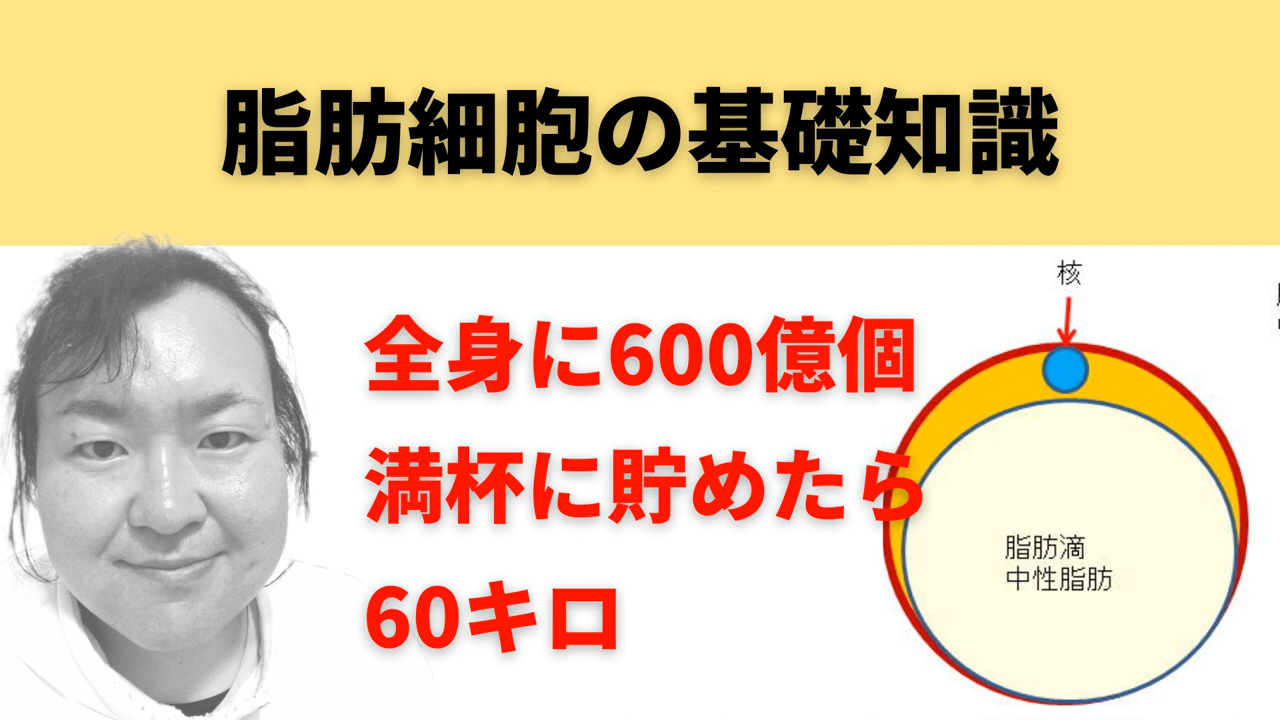 脂肪細胞の基礎知識
全身に600億個
満杯に貯めたら
60キロ
核
脂肪滴
中性脂肪